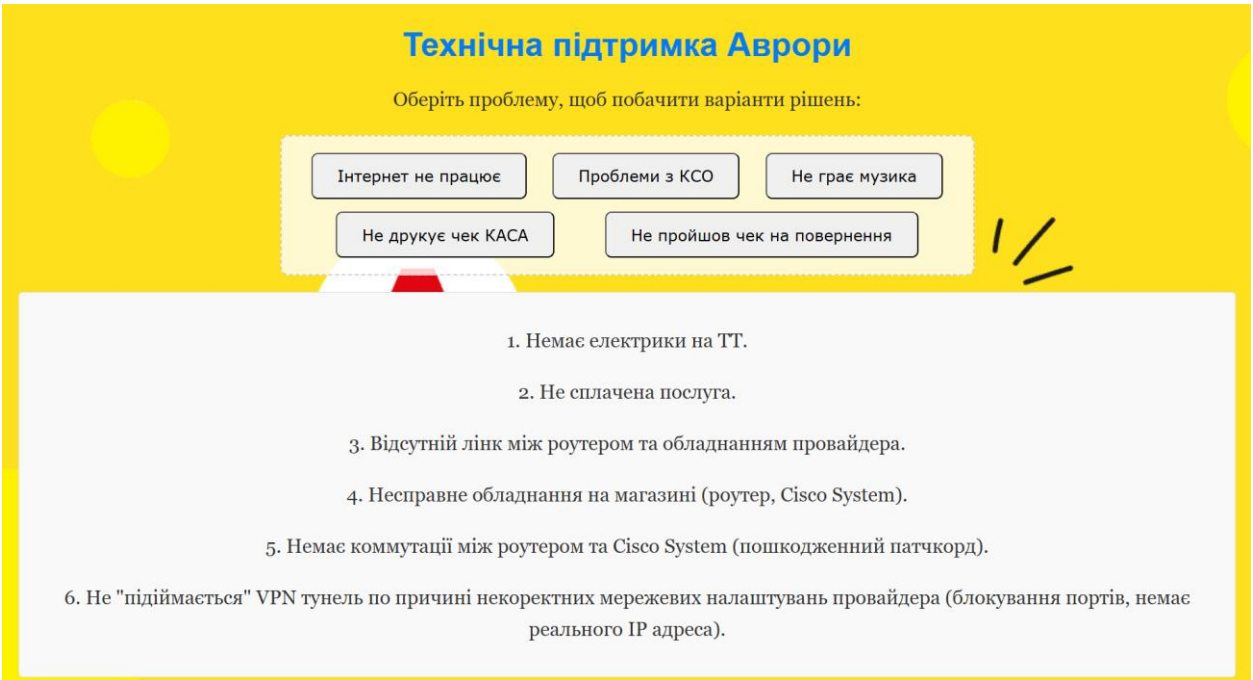 Технічна підтримка Аврори
Оберіть проблему, щоб побачити варіанти рішень:
Інтернет не працює
Проблеми з КСО
Не грає музика
Не друкує чек КАСА
Не пройшов чек на повернення
1. Немає електрики на ТТ.
2. Не сплачена послуга.
3. Відсутній лінк між роутером та обладнанням провайдера.
4. Несправне обладнання на магазині (роутер, Cisco System).
5. Немає коммутації між роутером та Cisco System (пошкодженний патчкорд).
6. Не "підіймається" VPN тунель по причині некоректних мережевих налаштувань провайдера (блокування портів, немає
реального IP адреса).